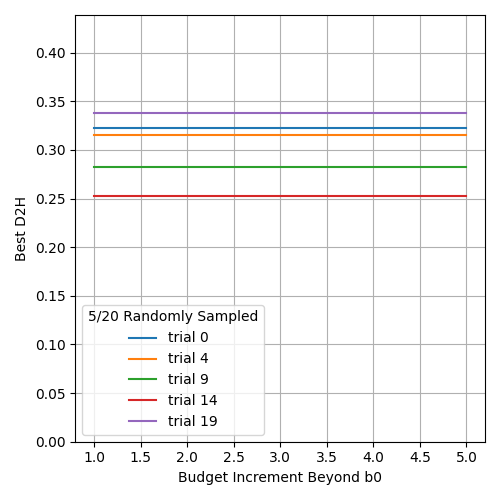 0.40
0.35
0.30
0.25
0.20
0.15
0.10
0.05
0.00
Best D2H
5/20 Randomly Sampled
trial 0
trial 4
trial 9
trial 14
trial 19
1.0 1.5 2.0 2.5 3.0 3.5 4.0 4.5 5.0
Budget Increment Beyond b0